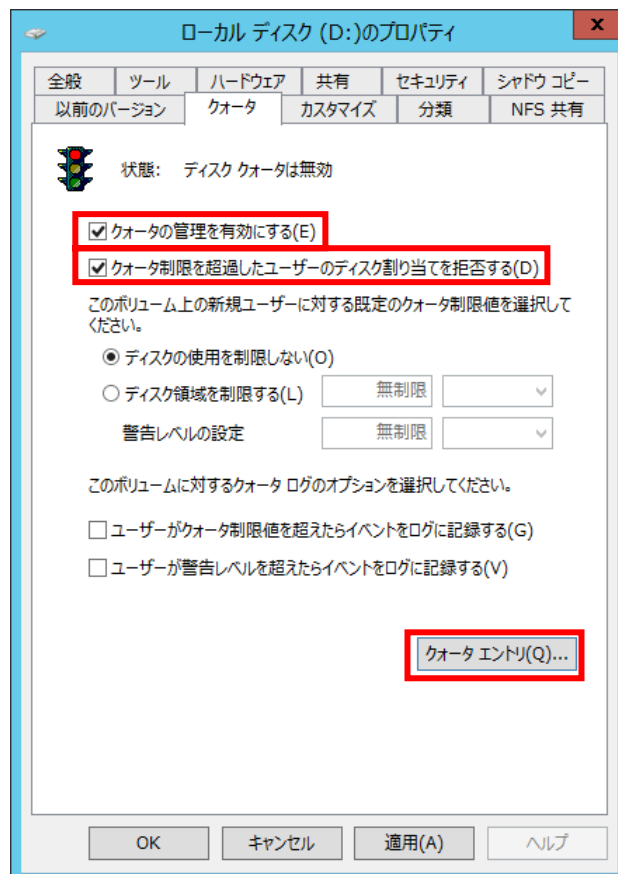 ローカル ディスク (D:)のプロパティ
x
全般 ツール ハードウェア 共有 セキュリティ シャドウ コピー
以前のバージョン クォータ カスタマイズ 分類 NFS 共有
状態: ディスク クォータは無効
クォータの管理を有効にする(E)
クォータ制限を超過したユーザーのディスク割り当てを拒否する(D)
このボリューム上の新規ユーザーに対する既定のクォータ制限値を選択して
ください。
ディスクの使用を制限しない(O)
ディスク領域を制限する(L) 無制限
警告レベルの設定 無制限
このボリュームに対するクォータ ログのオプションを選択してください。
ユーザーがクォータ制限値を超えたらイベントをログに記録する(G)
ユーザーが警告レベルを超えたらイベントをログに記録する(V)
クォータ エントリ(Q)...
OK キャンセル 適用(A) ヘルプ